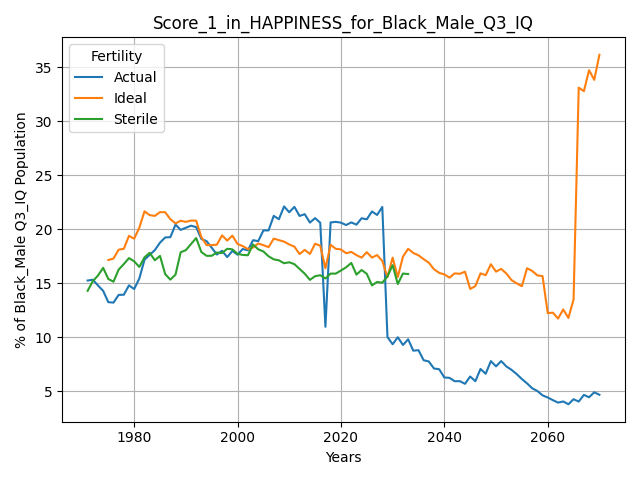 Score_1_in_HAPPINESS_for_Black_Male_Q3_IQ
Fertility
Actual
Ideal
Sterile
% of Black_Male Q3_IQ Population
35
30
25
20
15
10
5
1980 2000 2020 2040 2060
Years